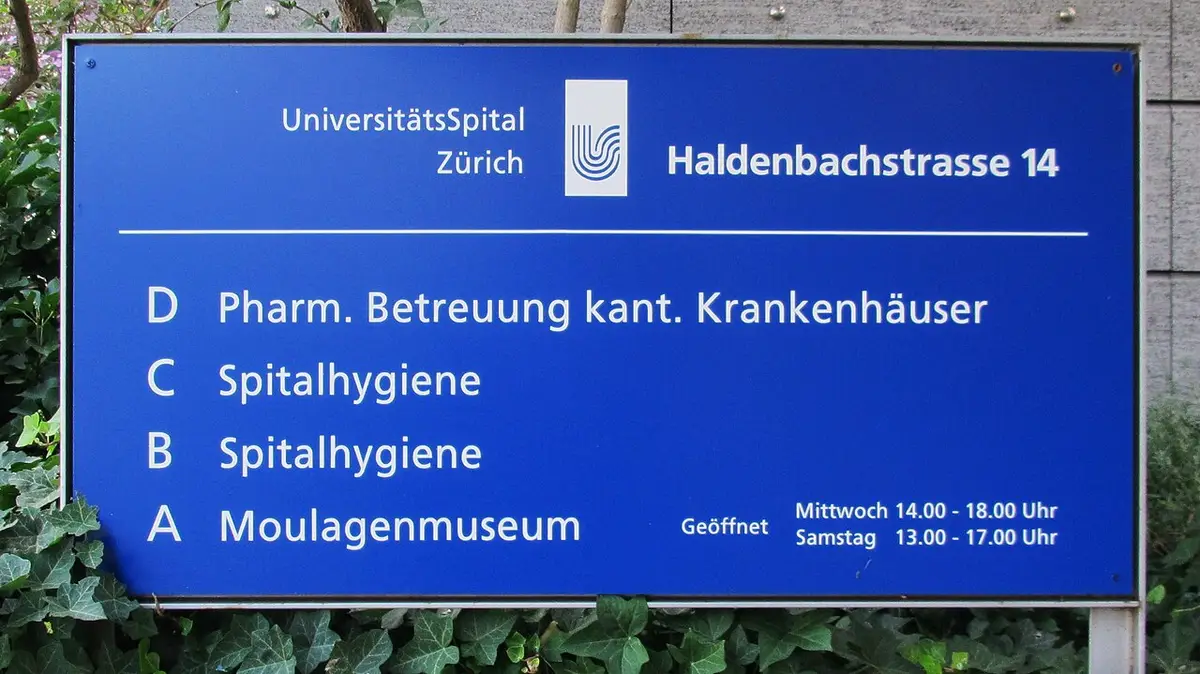 UniversitätsSpital
Zürich
Haldenbachstrasse 14
D Pharm. Betreuung kant. Krankenhäuser
C Spitalhygiene
B Spitalhygiene
A Moulagenmuseum
Geöffnet
Mittwoch 14.00 - 18.00 Uhr
Samstag 13.00 - 17.00 Uhr